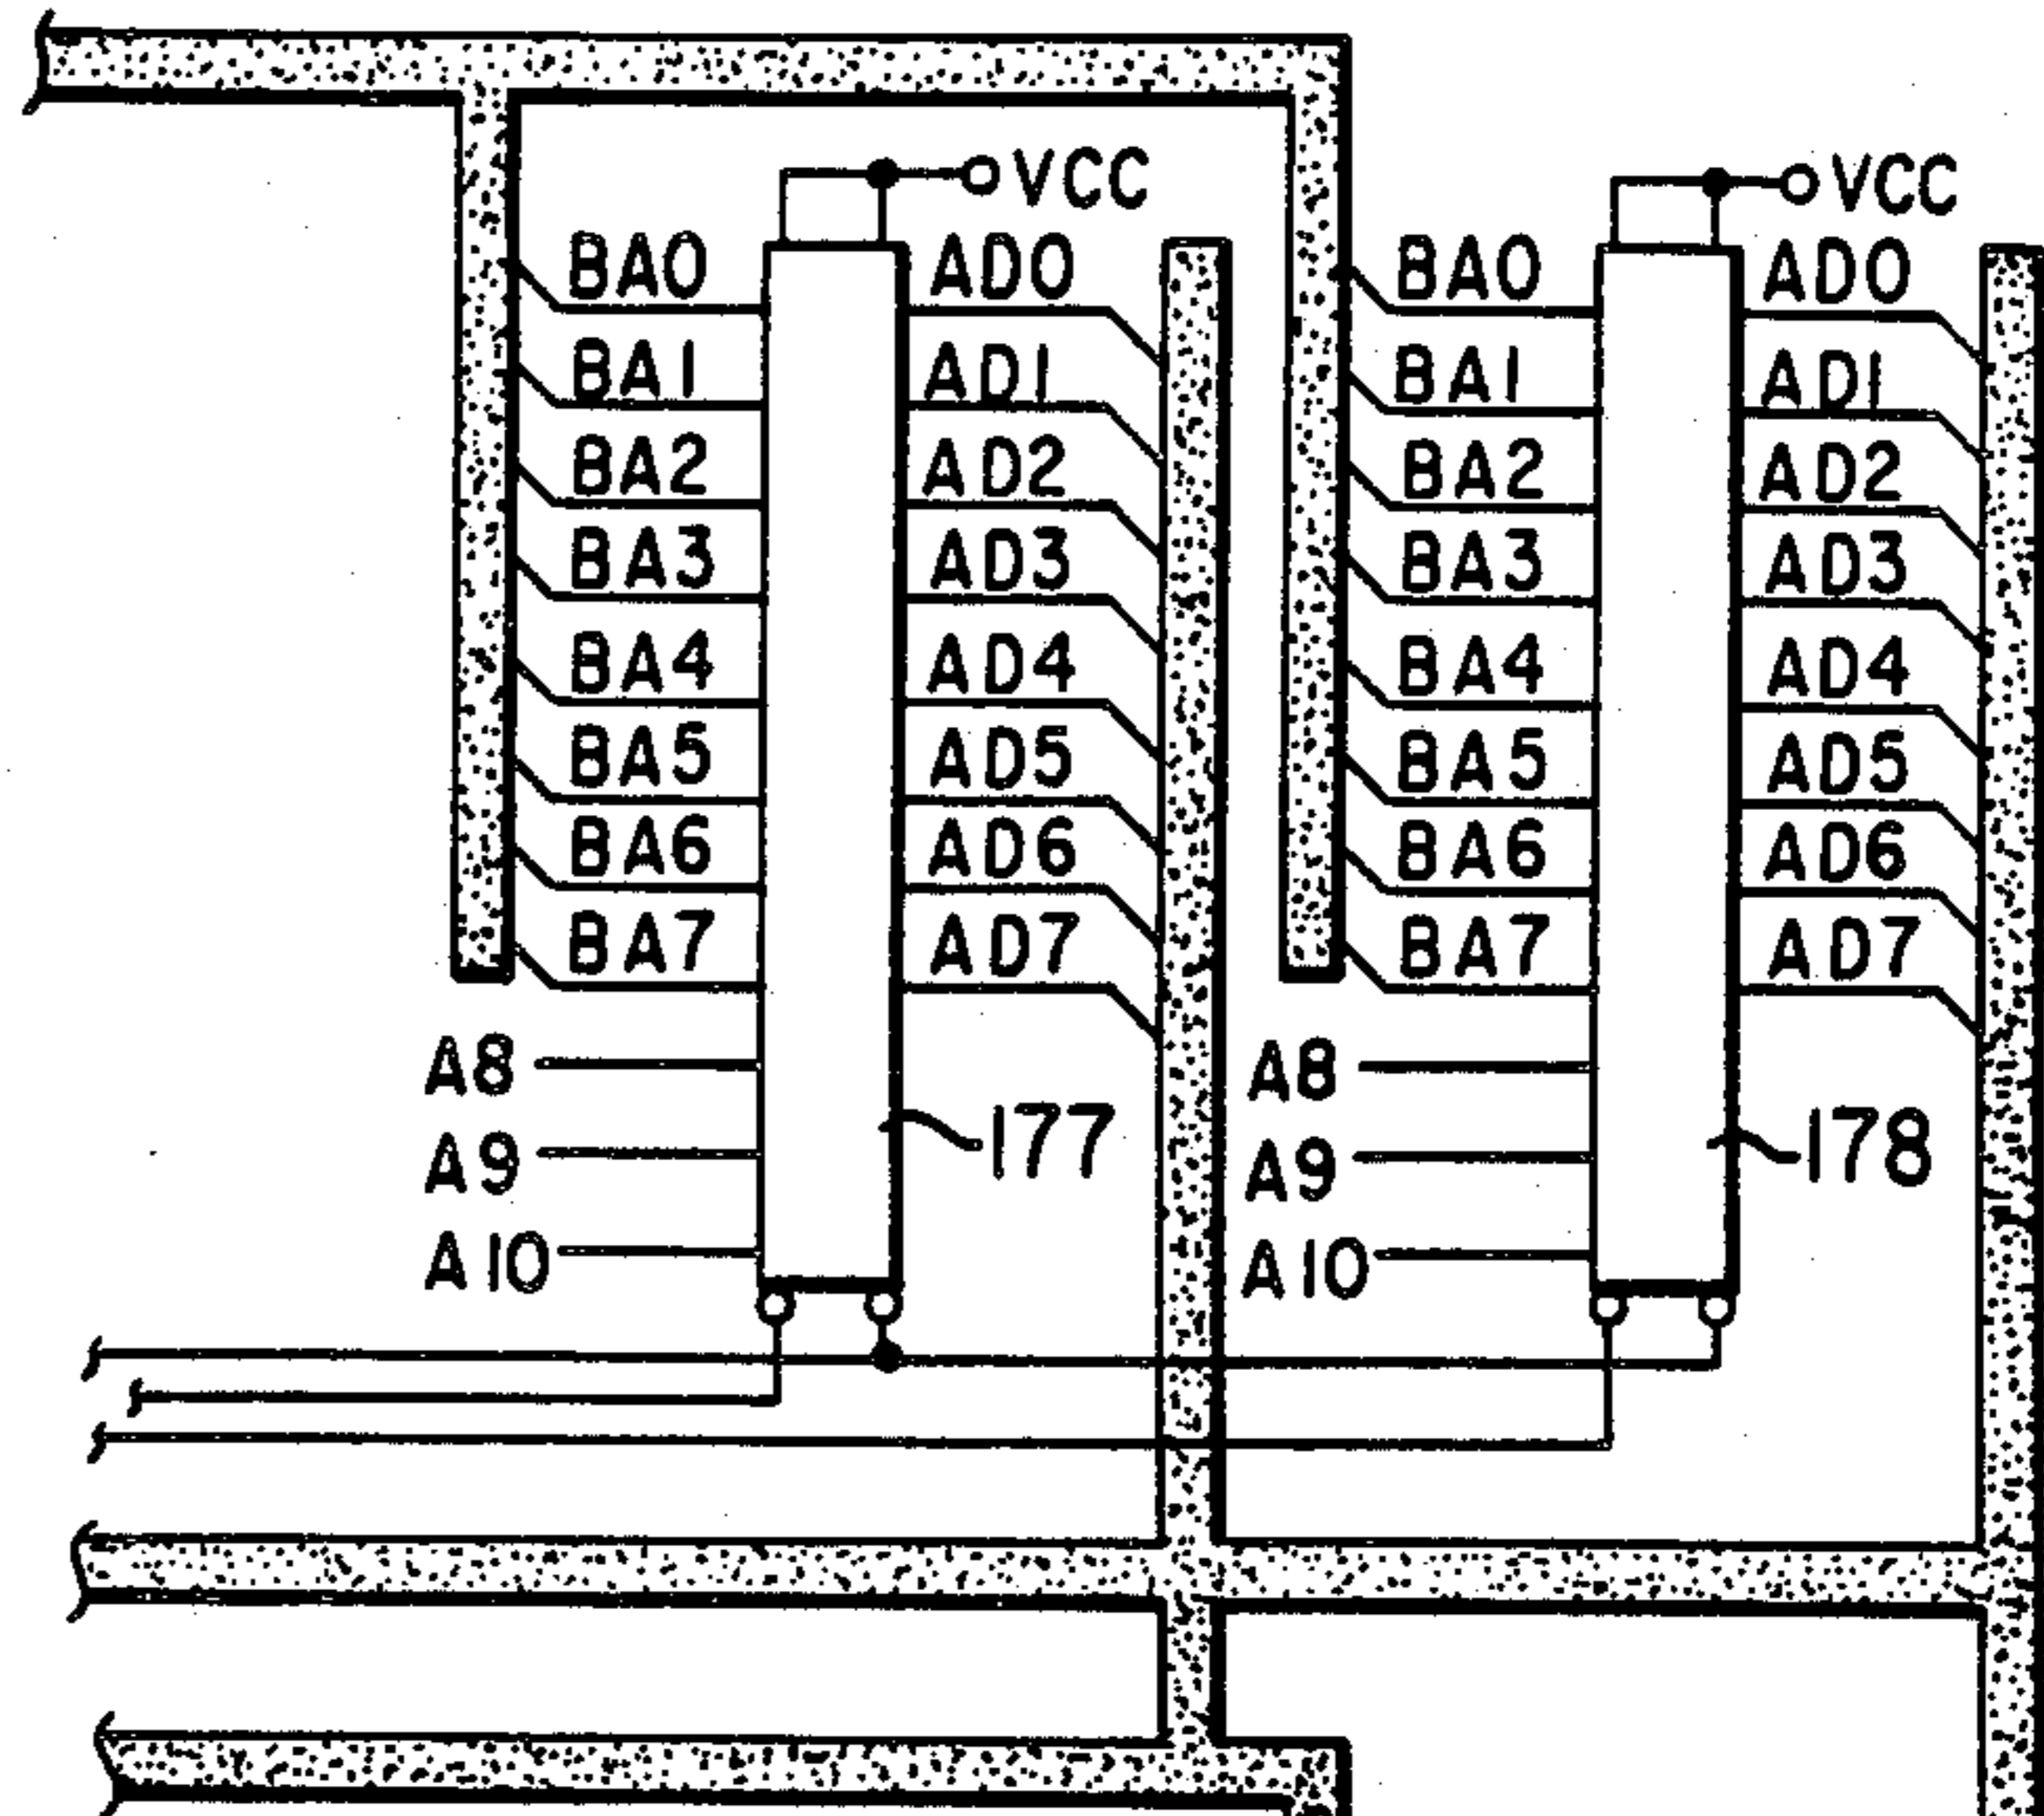 VCC VCC
BA0 AD0 BA0 AD0
BA1 AD1 BA1 AD1
BA2 AD2 BA2 AD2
BA3 AD3 BA3 AD3
BA4 AD4 BA4 AD4
BA5 AD5 BA5 AD5
BA6 AD6 BA6 AD6
BA7 AD7 BA7 AD7
A8 A8
177 178
A9 A9
A10 A10